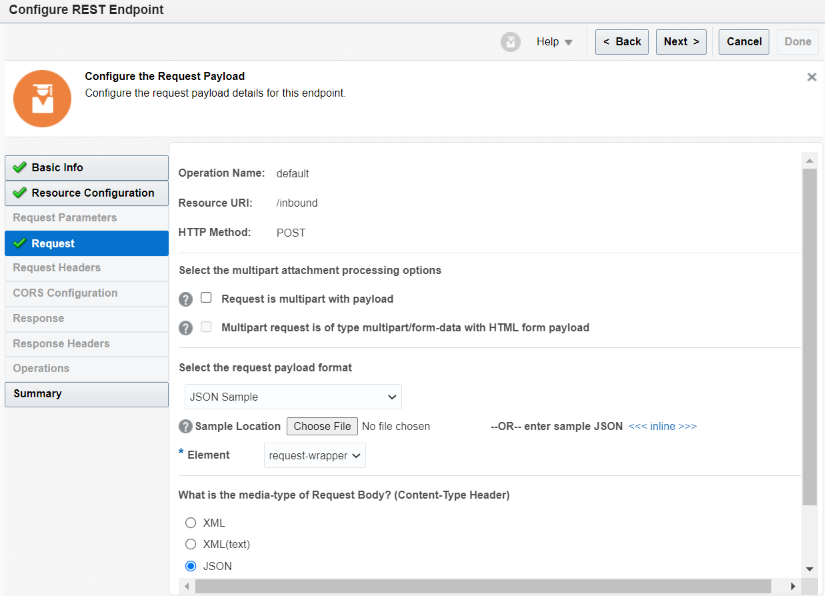 Configure REST Endpoint
Help
< Back
Next >
Cancel
Done
Configure the Request Payload
Configure the request payload details for this endpoint.
Basic Info
Resource Configuration
Request Parameters
Request
Request Headers
CORS Configuration
Response
Response Headers
Operations
Summary
Operation Name: default
Resource URI: /inbound
HTTP Method: POST
Select the multipart attachment processing options
Request is multipart with payload
Multipart request is of type multipart/form-data with HTML form payload
Select the request payload format
JSON Sample
Sample Location Choose File No file chosen --OR-- enter sample JSON <<< inline >>>
* Element request-wrapper
What is the media-type of Request Body? (Content-Type Header)
XML
XML(text)
JSON